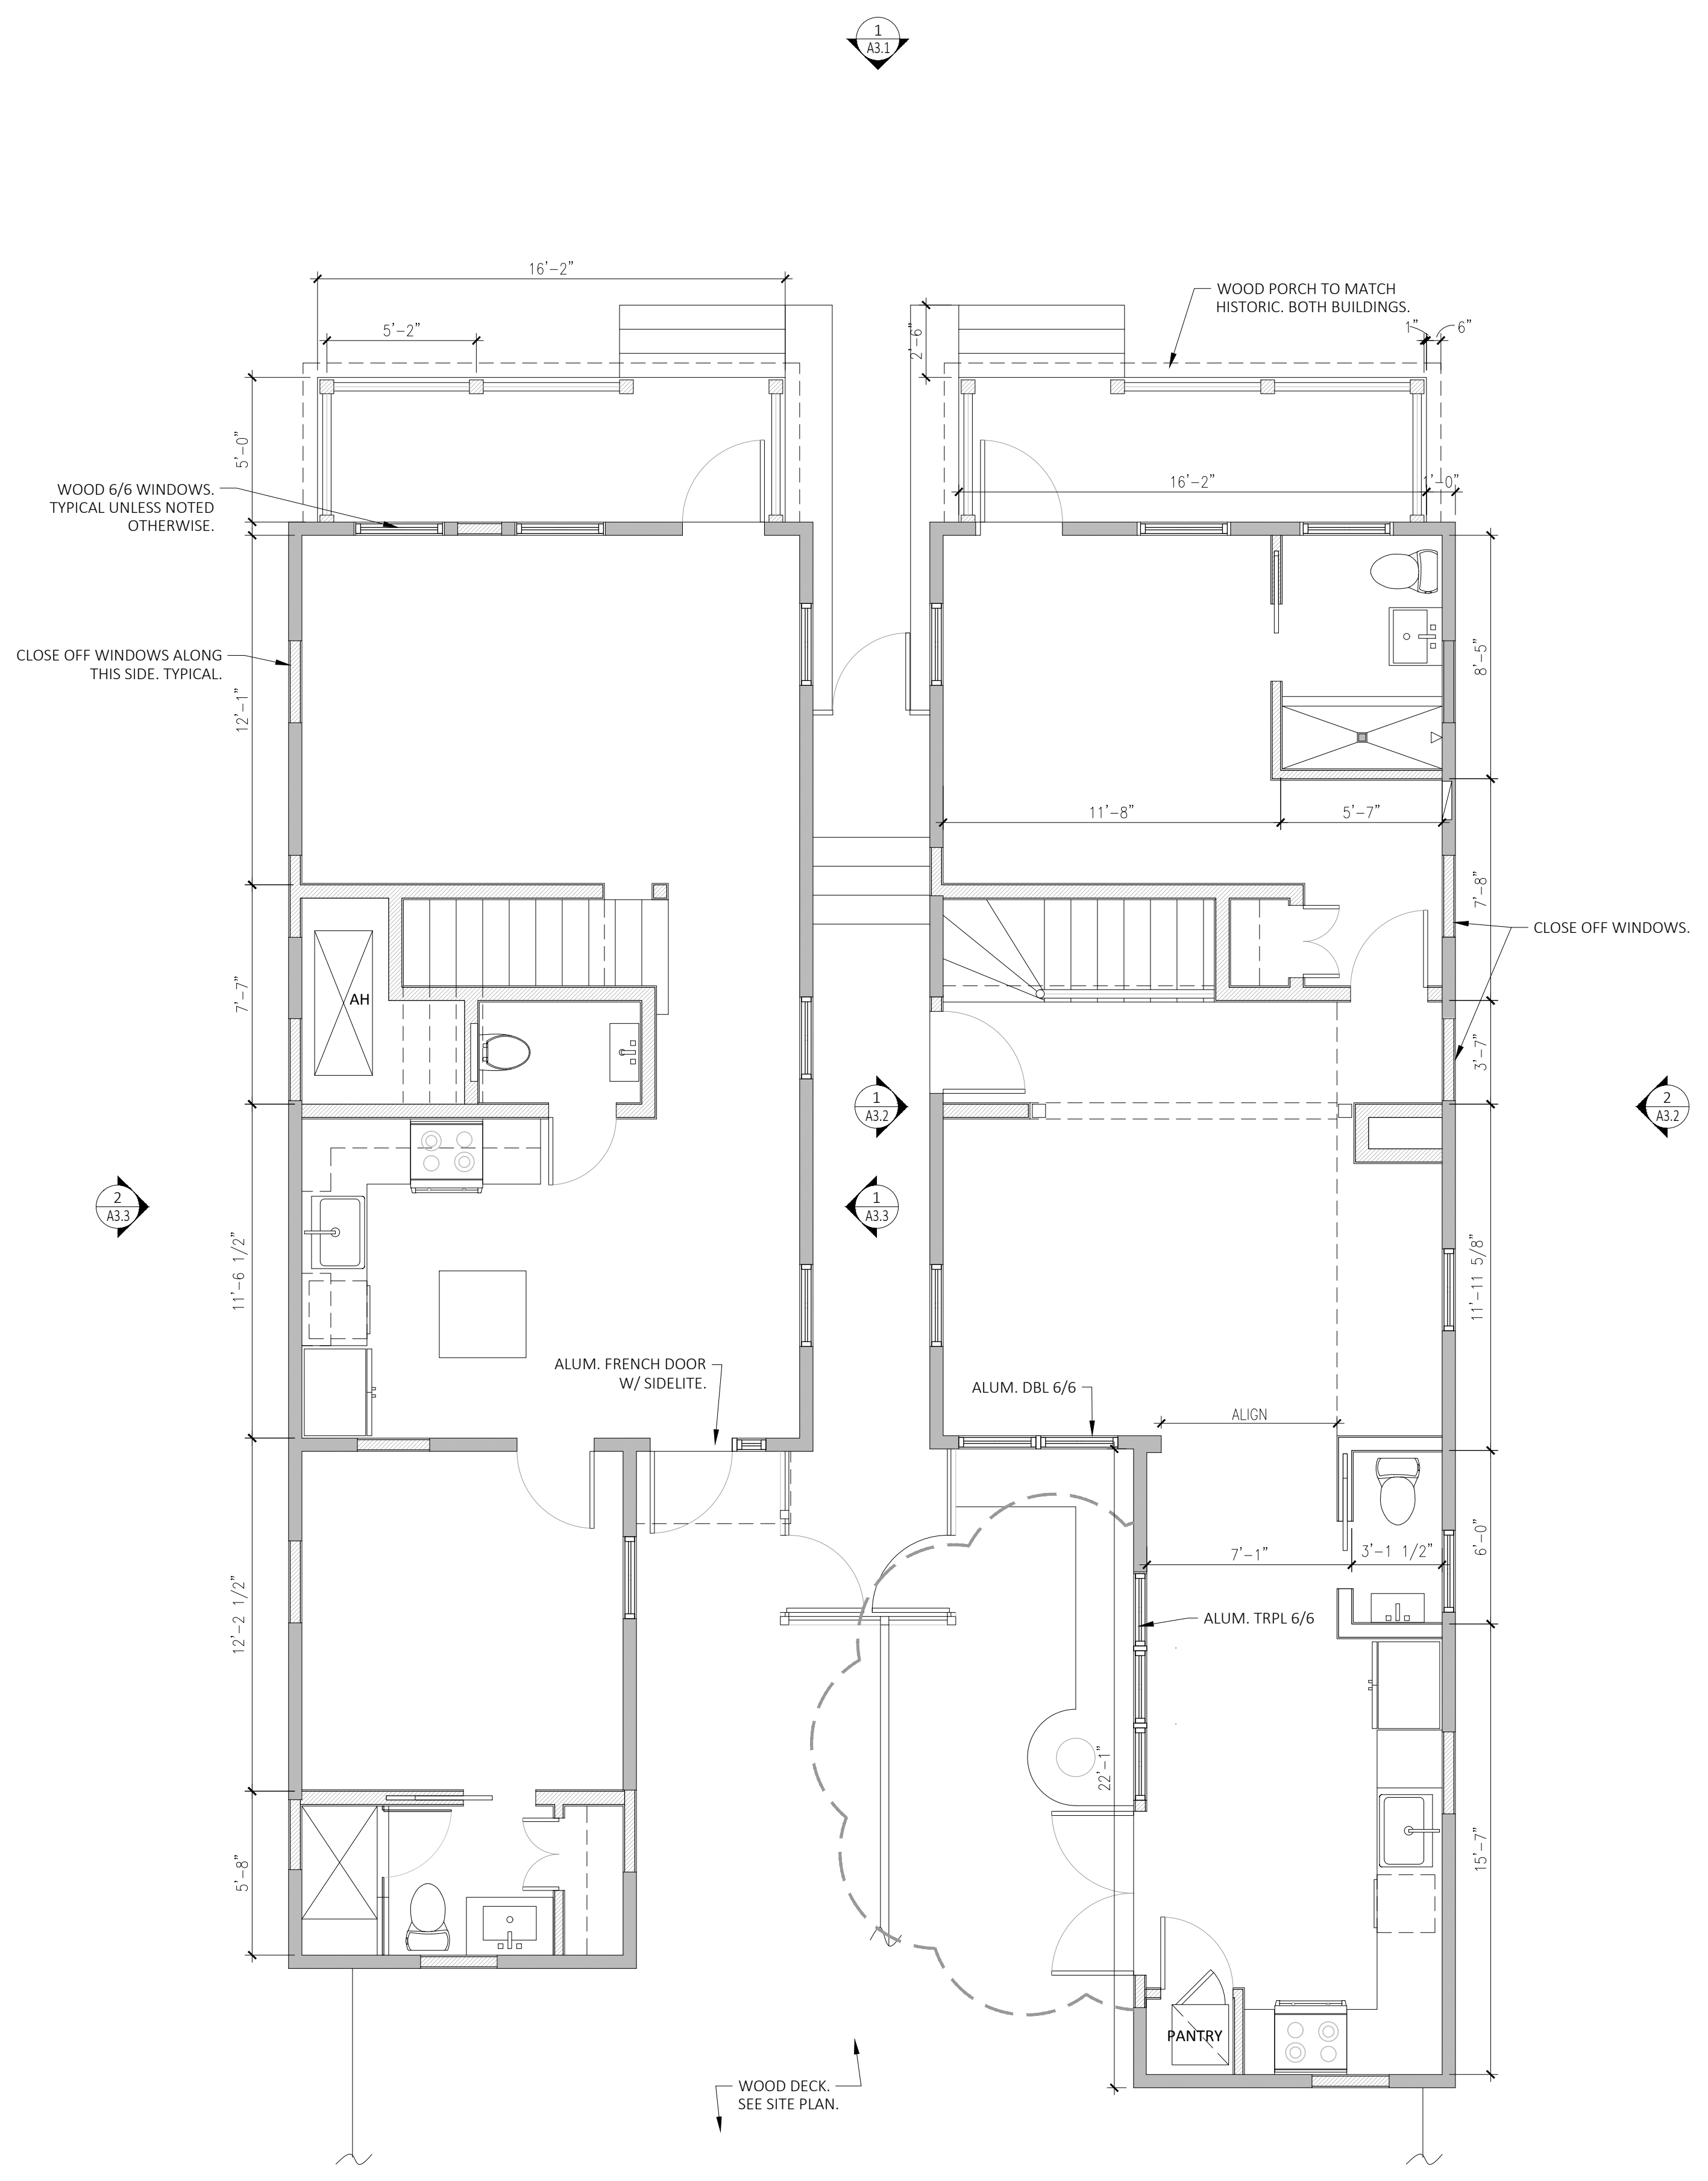 1
A3.1
16'-2"
WOOD PORCH TO MATCH
HISTORIC. BOTH BUILDINGS.
5'-2"
2'-6"
1"
6"
5'-0"
WOOD 6/6 WINDOWS.
TYPICAL UNLESS NOTED
OTHERWISE.
16'-2"
1'-0"
CLOSE OFF WINDOWS ALONG
THIS SIDE. TYPICAL.
12'-1"
8'-5"
11'-8"
5'-7"
7'-8"
CLOSE OFF WINDOWS.
7'-7"
AH
3'-7"
1
A3.2
2
A3.2
2
A3.3
1
A3.3
11'-6 1/2"
11'-11 5/8"
ALUM. FRENCH DOOR
W/ SIDELITE.
ALUM. DBL 6/6
ALIGN
7'-1"
3'-1 1/2"
6'-0"
12'-2 1/2"
ALUM. TRPL 6/6
22'-1"
5'-8"
15'-7"
PANTRY
WOOD DECK.
SEE SITE PLAN.